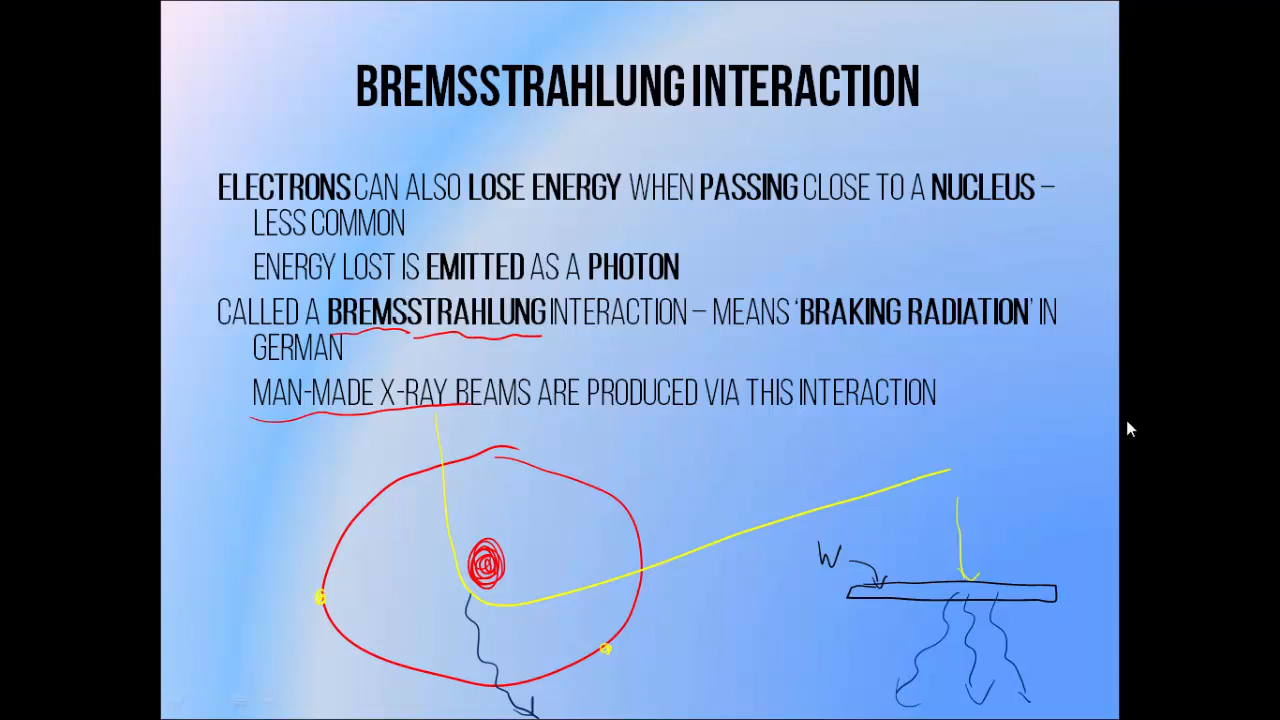 BREMSSTRAHLUNG INTERACTION
ELECTRONS CAN ALSO LOSE ENERGY WHEN PASSING CLOSE TO A NUCLEUS –
LESS COMMON
ENERGY LOST IS EMITTED AS A PHOTON
CALLED A BREMSSTRAHLUNG INTERACTION – MEANS ‘BRAKING RADIATION’ IN
GERMAN
MAN-MADE X-RAY BEAMS ARE PRODUCED VIA THIS INTERACTION
W